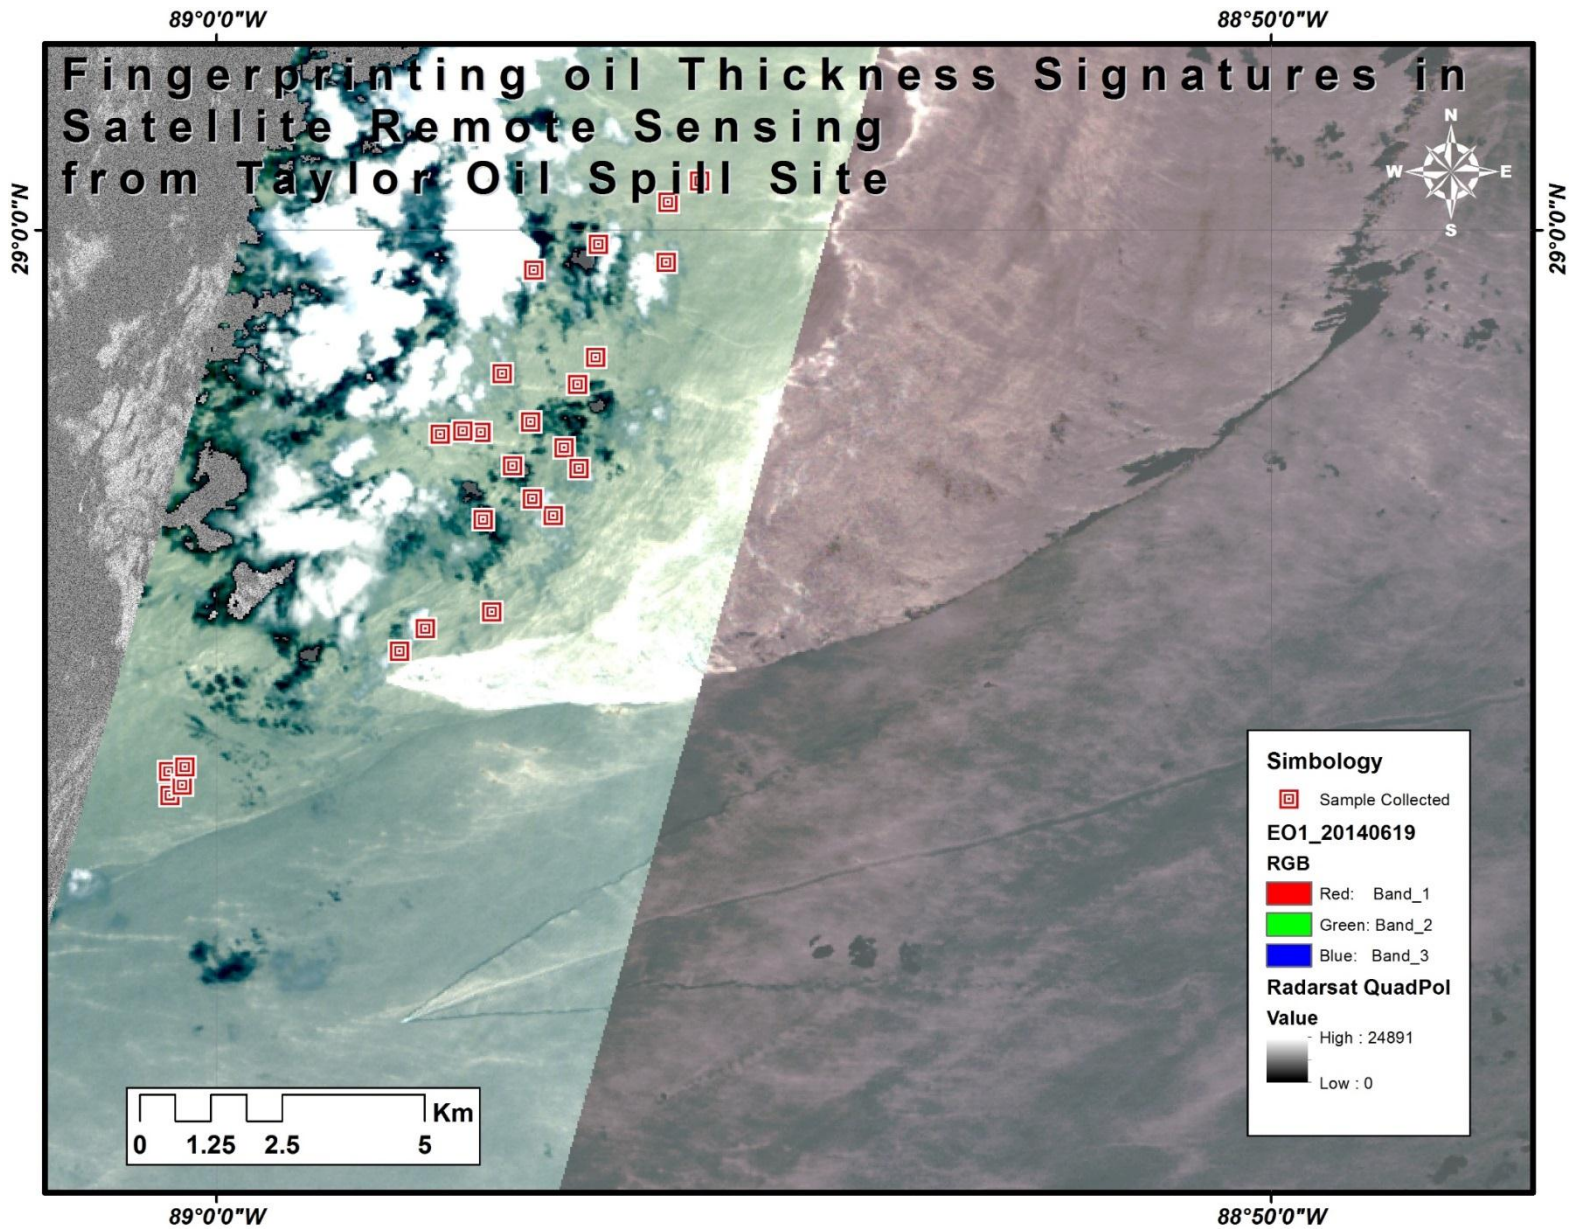 89°0'0"W 88°50'0"W
Fingerprinting oil Thickness Signatures in
Satellite Remote Sensing
from Taylor Oil Spill Site
N
W E
S
29°0'0"N 29°0'0"N
Simbology
Sample Collected
EO1_20140619
RGB
Red: Band_1
Green: Band_2
Blue: Band_3
Radarsat QuadPol
Value
High : 24891
Low : 0
Km
0 1.25 2.5 5
89°0'0"W 88°50'0"W